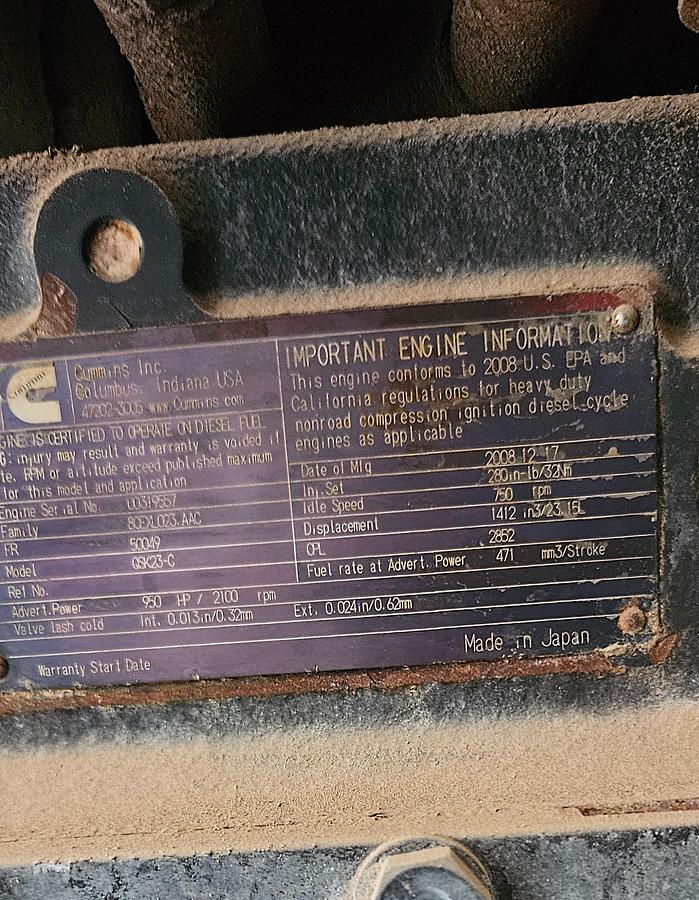 IMPORTANT ENGINE INFORMATION
This engine conforms to 2008 U.S. EPA and
California regulations for heavy duty
nonroad compression ignition diesel cycle
engines as applicable
Cummins Inc.
Columbus, Indiana USA
47202-3005 www.Cummins.com
GINE IS CERTIFIED TO OPERATE ON DIESEL FUEL
G: injury may result and warranty is voided if
te, RPM or altitude exceed published maximum
for this model and application
Engine Serial No.
Family 8CEXL023.AAC
FR 50049
Model QSK23-C
Ref No.
Date of Mfg 2008.12.17
Inj.Set 280in-lb/32Nm
Idle Speed 750 rpm
Displacement 1412 in3/23.15L
CPL 2852
Fuel rate at Advert. Power 471 mm3/Stroke
Advert.Power 950 HP / 2100 rpm
Valve lash cold Int. 0.013in/0.32mm Ext. 0.024in/0.62mm
Made in Japan
Warranty Start Date